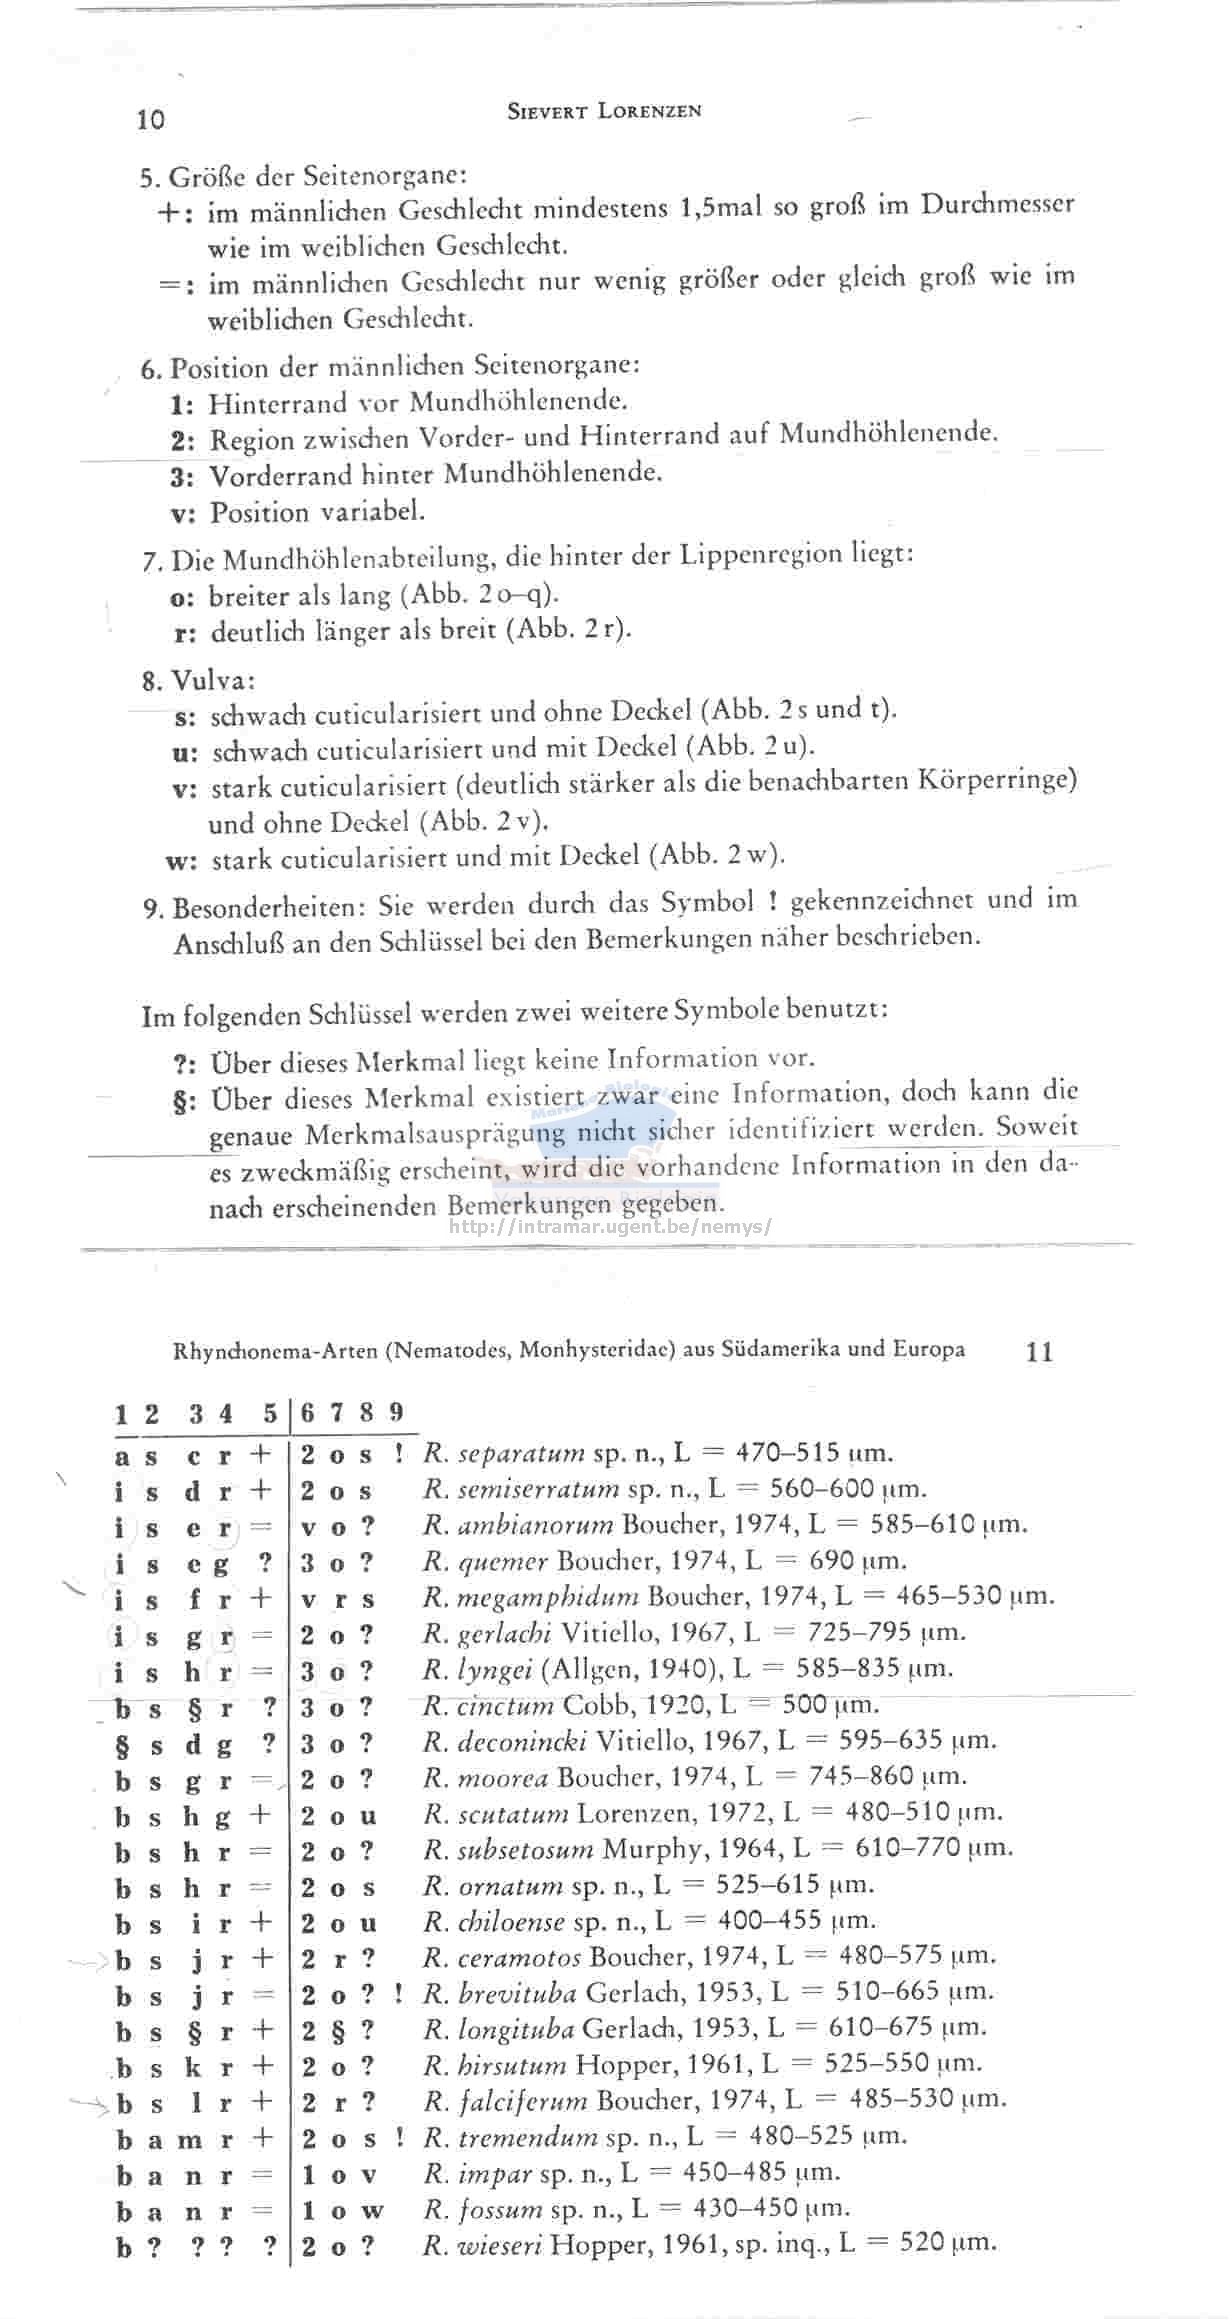 10
SIEVERT LORENZEN
5. Größe der Seitenorgane:
+: im männlichen Geschlecht mindestens 1,5mal so groß im Durchmesser
wie im weiblichen Geschlecht.
=: im männlichen Geschlecht nur wenig größer oder gleich groß wie im
weiblichen Geschlecht.
6. Position der männlichen Seitenorgane:
1: Hinterrand vor Mundhöhlenende.
2: Region zwischen Vorder- und Hinterrand auf Mundhöhlenende.
3: Vorderrand hinter Mundhöhlenende.
v: Position variabel.
7. Die Mundhöhlenabteilung, die hinter der Lippenregion liegt:
o: breiter als lang (Abb. 2 o–q).
r: deutlich länger als breit (Abb. 2 r).
8. Vulva:
s: schwach cuticularisiert und ohne Deckel (Abb. 2 s und t).
u: schwach cuticularisiert und mit Deckel (Abb. 2 u).
v: stark cuticularisiert (deutlich stärker als die benachbarten Körperringe)
und ohne Deckel (Abb. 2 v).
w: stark cuticularisiert und mit Deckel (Abb. 2 w).
9. Besonderheiten: Sie werden durch das Symbol ! gekennzeichnet und im
Anschluß an den Schlüssel bei den Bemerkungen näher beschrieben.
Im folgenden Schlüssel werden zwei weitere Symbole benutzt:
?: Über dieses Merkmal liegt keine Information vor.
§: Über dieses Merkmal existiert zwar eine Information, doch kann die
genaue Merkmalsausprägung nicht sicher identifiziert werden. Soweit
es zweckmäßig erscheint, wird die vorhandene Information in den da-
nach erscheinenden Bemerkungen gegeben.
http://intramar.ugent.be/nemys/
Rhynchonema-Arten (Nematodes, Monhysteridae) aus Südamerika und Europa 11
1 2 3 4 5 6 7 8 9
a s c r + 2 o s ! R. separatum sp. n., L = 470–515 um.
i s d r + 2 o s R. semiserratum sp. n., L = 560–600 µm.
i s e r = v o ? R. ambianorum Boucher, 1974, L = 585–610 µm.
i s e g ? 3 o ? R. quemer Boucher, 1974, L = 690 µm.
i s f r + v r s R. megamphidum Boucher, 1974, L = 465–530 µm.
i s g r = 2 o ? R. gerlachi Vitiello, 1967, L = 725–795 µm.
i s h r = 3 o ? R. lyngei (Allgen, 1940), L = 585–835 µm.
b s § r ? 3 o ? R. cinctum Cobb, 1920, L = 500 µm.
§ s d g ? 3 o ? R. deconincki Vitiello, 1967, L = 595–635 µm.
b s g r = 2 o ? R. moorea Boucher, 1974, L = 745–860 µm.
b s h g + 2 o u R. scutatum Lorenzen, 1972, L = 480–510 µm.
b s h r = 2 o ? R. subsetosum Murphy, 1964, L = 610–770 µm.
b s h r = 2 o s R. ornatum sp. n., L = 525–615 µm.
b s i r + 2 o u R. chiloense sp. n., L = 400–455 µm.
b s j r + 2 r ? R. ceramotos Boucher, 1974, L = 480–575 µm.
b s j r = 2 o ? ! R. brevituba Gerlach, 1953, L = 510–665 µm.
b s § r + 2 § ? R. longituba Gerlach, 1953, L = 610–675 µm.
b s k r + 2 o ? R. hirsutum Hopper, 1961, L = 525–550 µm.
b s l r + 2 r ? R. falciferum Boucher, 1974, L = 485–530 µm.
b a m r + 2 o s ! R. tremendum sp. n., L = 480–525 µm.
b a n r = 1 o v R. impar sp. n., L = 450–485 µm.
b a n r = 1 o w R. fossum sp. n., L = 430–450 µm.
b ? ? ? ? 2 o ? R. wieseri Hopper, 1961, sp. inq., L = 520 µm.